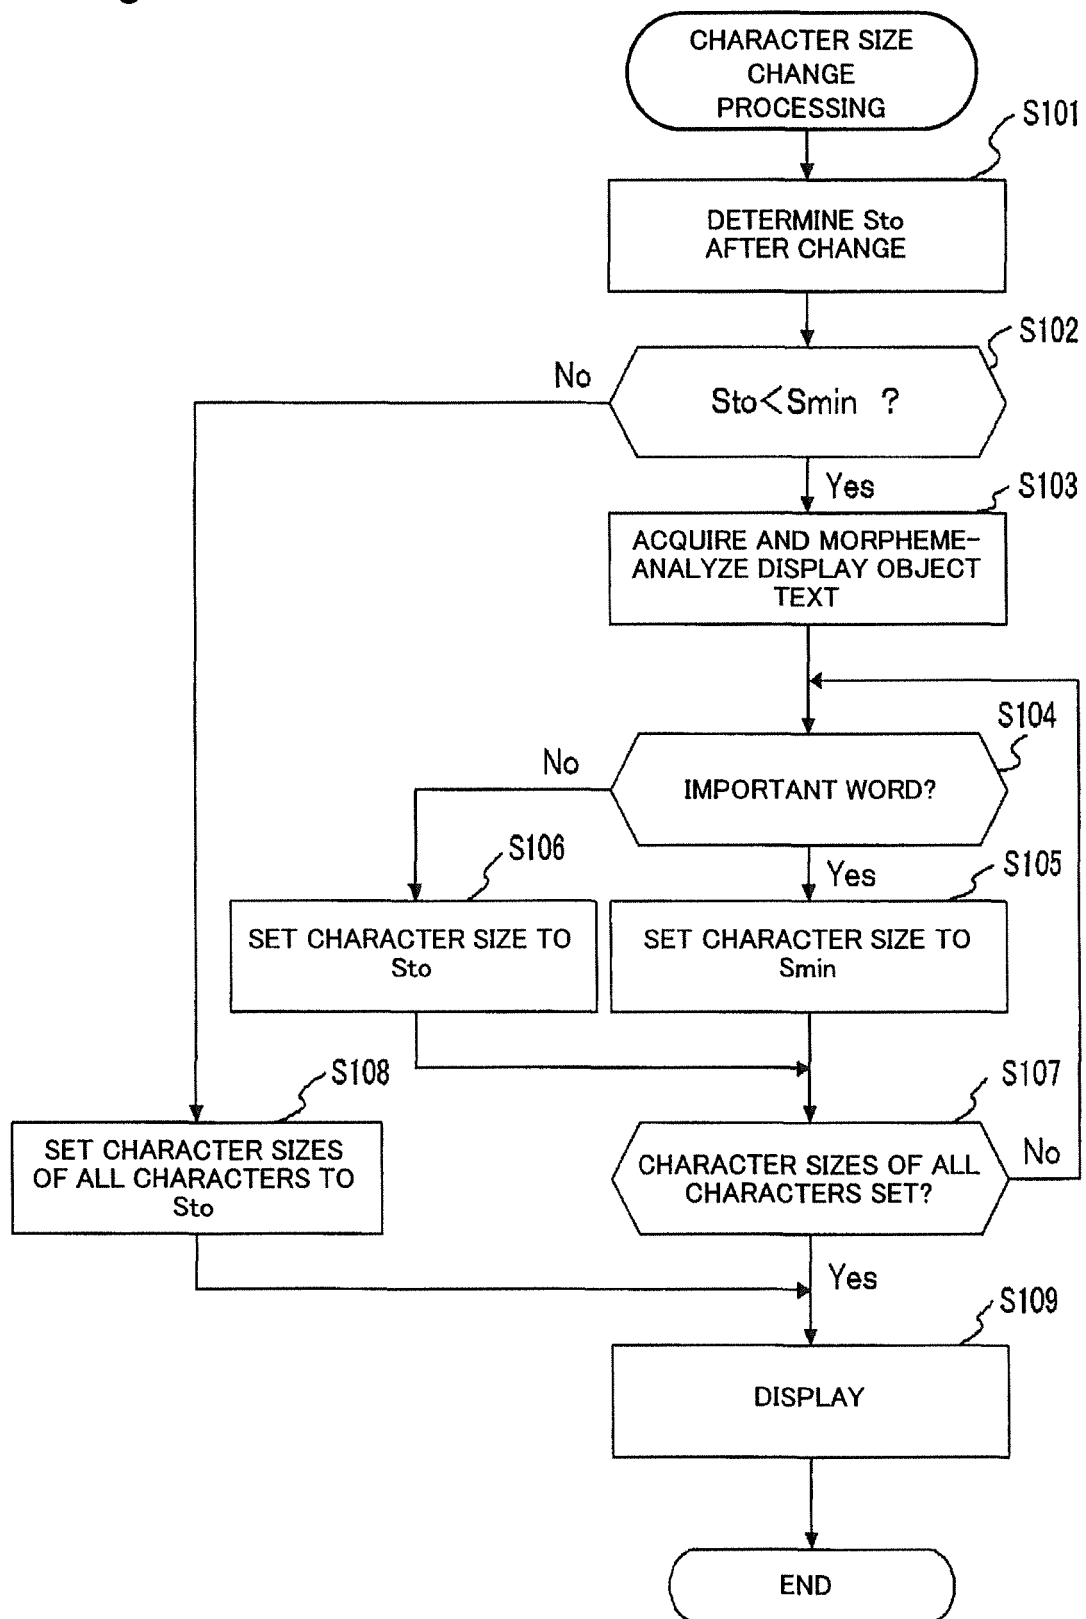 CHARACTER SIZE
CHANGE
PROCESSING
S101
DETERMINE Sto
AFTER CHANGE
S102
No
Sto<Smin ?
Yes
S103
ACQUIRE AND MORPHEME-
ANALYZE DISPLAY OBJECT
TEXT
S104
No
IMPORTANT WORD?
S106
Yes
S105
SET CHARACTER SIZE TO
Sto
SET CHARACTER SIZE TO
Smin
S108
S107
SET CHARACTER SIZES
OF ALL CHARACTERS TO
Sto
CHARACTER SIZES OF ALL
CHARACTERS SET?
No
Yes
S109
DISPLAY
END